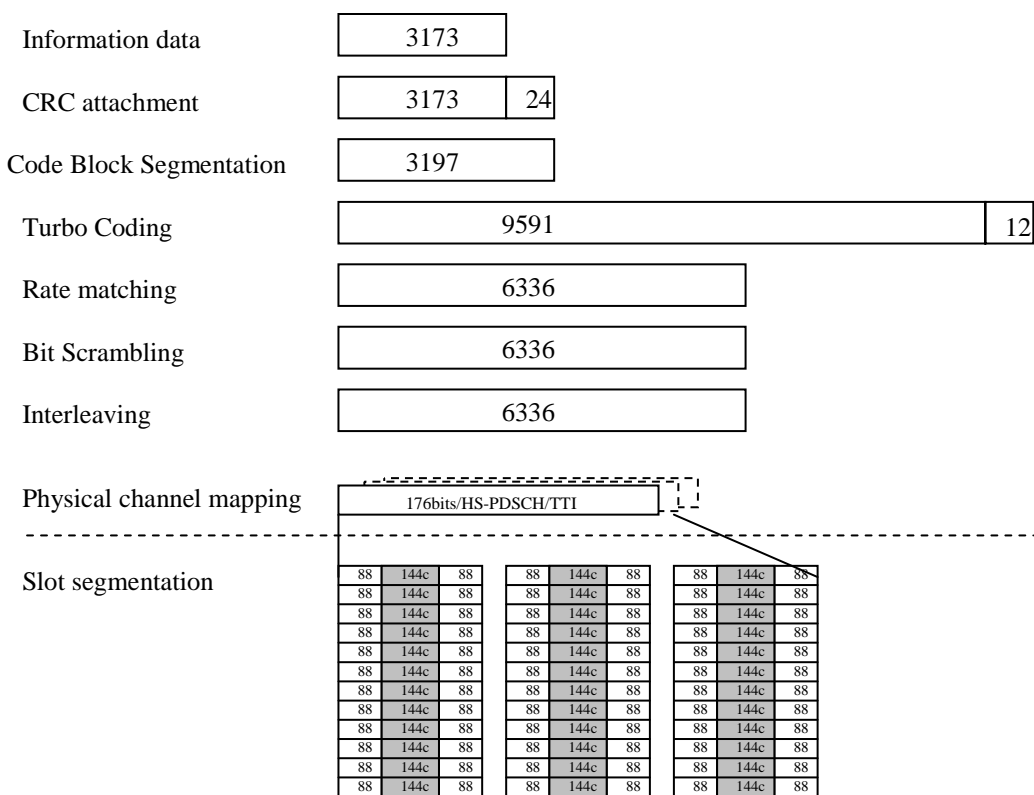 Information data 3173
CRC attachment 3173 24
Code Block Segmentation 3197
Turbo Coding 9591 12
Rate matching 6336
Bit Scrambling 6336
Interleaving 6336
Physical channel mapping 176bits/HS-PDSCH/TTI
Slot segmentation
88 144c 88 88 144c 88 88 144c 88
88 144c 88 88 144c 88 88 144c 88
88 144c 88 88 144c 88 88 144c 88
88 144c 88 88 144c 88 88 144c 88
88 144c 88 88 144c 88 88 144c 88
88 144c 88 88 144c 88 88 144c 88
88 144c 88 88 144c 88 88 144c 88
88 144c 88 88 144c 88 88 144c 88
88 144c 88 88 144c 88 88 144c 88
88 144c 88 88 144c 88 88 144c 88
88 144c 88 88 144c 88 88 144c 88
88 144c 88 88 144c 88 88 144c 88